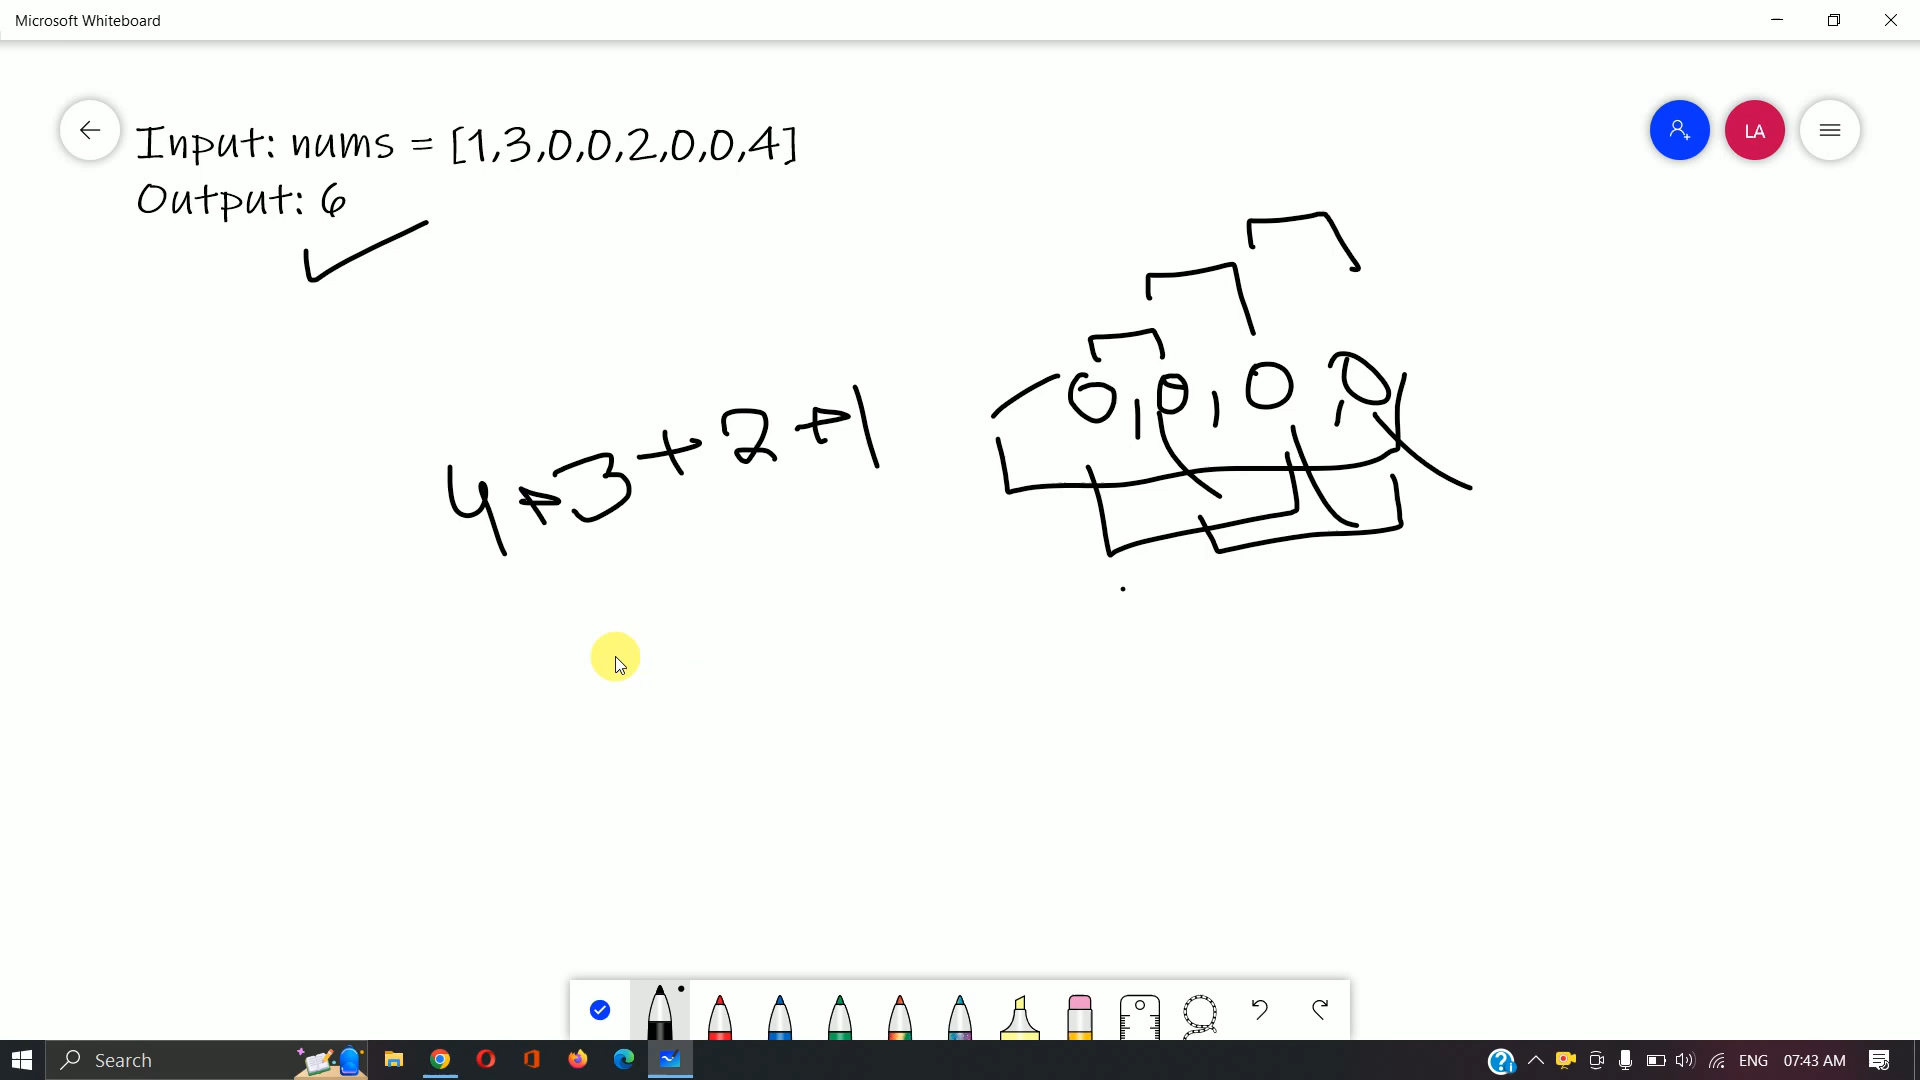 Microsoft Whiteboard
Input: nums = [1,3,0,0,2,0,0,4]
LA
Output: 6
0,0,0,0
4+3+2+1
Search
ENG 07:43 AM